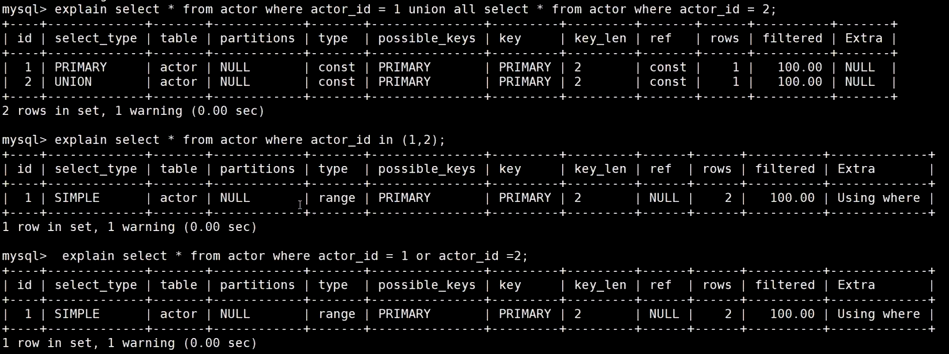 mysql> explain select * from actor where actor_id = 1 union all select * from actor where actor_id = 2;
+----+-------------+-------+------------+-------+---------------+---------+---------+-------+------+----------+-------+
| id | select_type | table | partitions | type  | possible_keys | key     | key_len | ref   | rows | filtered | Extra |
+----+-------------+-------+------------+-------+---------------+---------+---------+-------+------+----------+-------+
|  1 | PRIMARY     | actor | NULL       | const | PRIMARY       | PRIMARY | 2       | const |    1 |   100.00 | NULL  |
|  2 | UNION       | actor | NULL       | const | PRIMARY       | PRIMARY | 2       | const |    1 |   100.00 | NULL  |
+----+-------------+-------+------------+-------+---------------+---------+---------+-------+------+----------+-------+
2 rows in set, 1 warning (0.00 sec)
mysql> explain select * from actor where actor_id in (1,2);
+----+-------------+-------+------------+-------+---------------+---------+---------+------+------+----------+-------------+
| id | select_type | table | partitions | type  | possible_keys | key     | key_len | ref  | rows | filtered | Extra       |
+----+-------------+-------+------------+-------+---------------+---------+---------+------+------+----------+-------------+
|  1 | SIMPLE      | actor | NULL       | range | PRIMARY       | PRIMARY | 2       | NULL |    2 |   100.00 | Using where |
+----+-------------+-------+------------+-------+---------------+---------+---------+------+------+----------+-------------+
1 row in set, 1 warning (0.00 sec)
mysql>  explain select * from actor where actor_id = 1 or actor_id =2;
+----+-------------+-------+------------+-------+---------------+---------+---------+------+------+----------+-------------+
| id | select_type | table | partitions | type  | possible_keys | key     | key_len | ref  | rows | filtered | Extra       |
+----+-------------+-------+------------+-------+---------------+---------+---------+------+------+----------+-------------+
|  1 | SIMPLE      | actor | NULL       | range | PRIMARY       | PRIMARY | 2       | NULL |    2 |   100.00 | Using where |
+----+-------------+-------+------------+-------+---------------+---------+---------+------+------+----------+-------------+
1 row in set, 1 warning (0.00 sec)